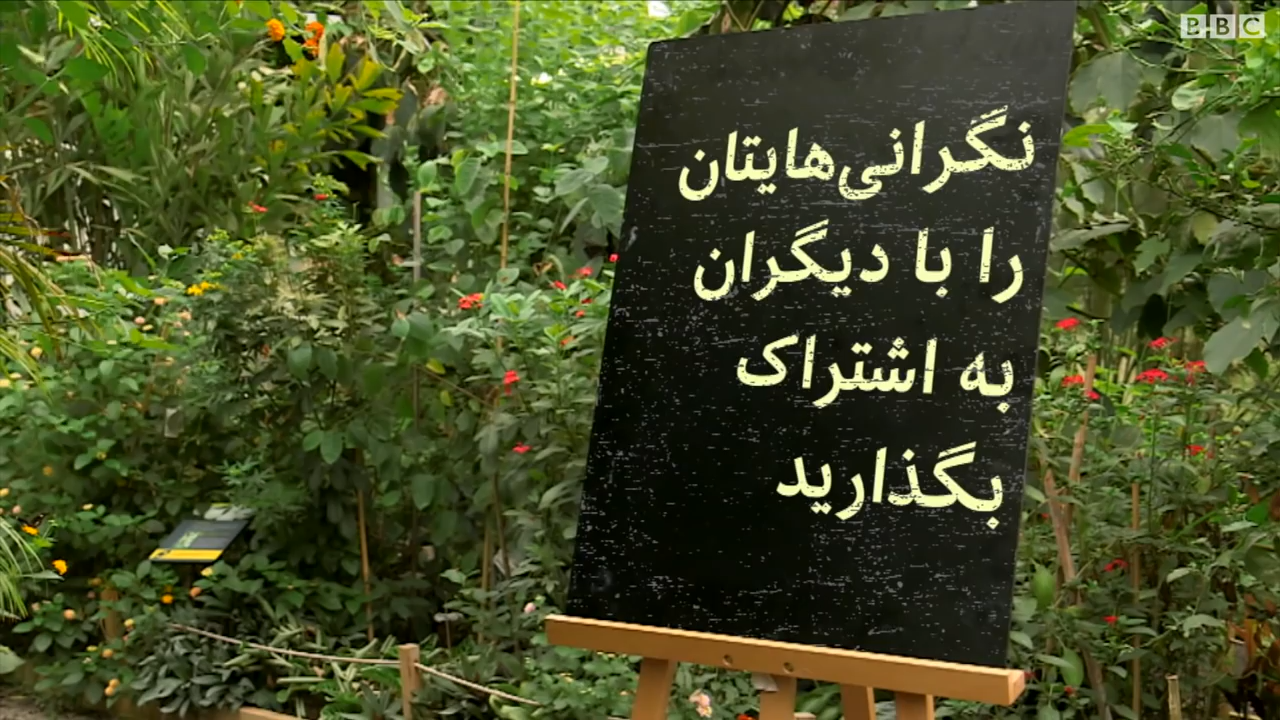 BBC
نگرانی‌هایتان
را با دیگران
به اشتراک
بگذارید